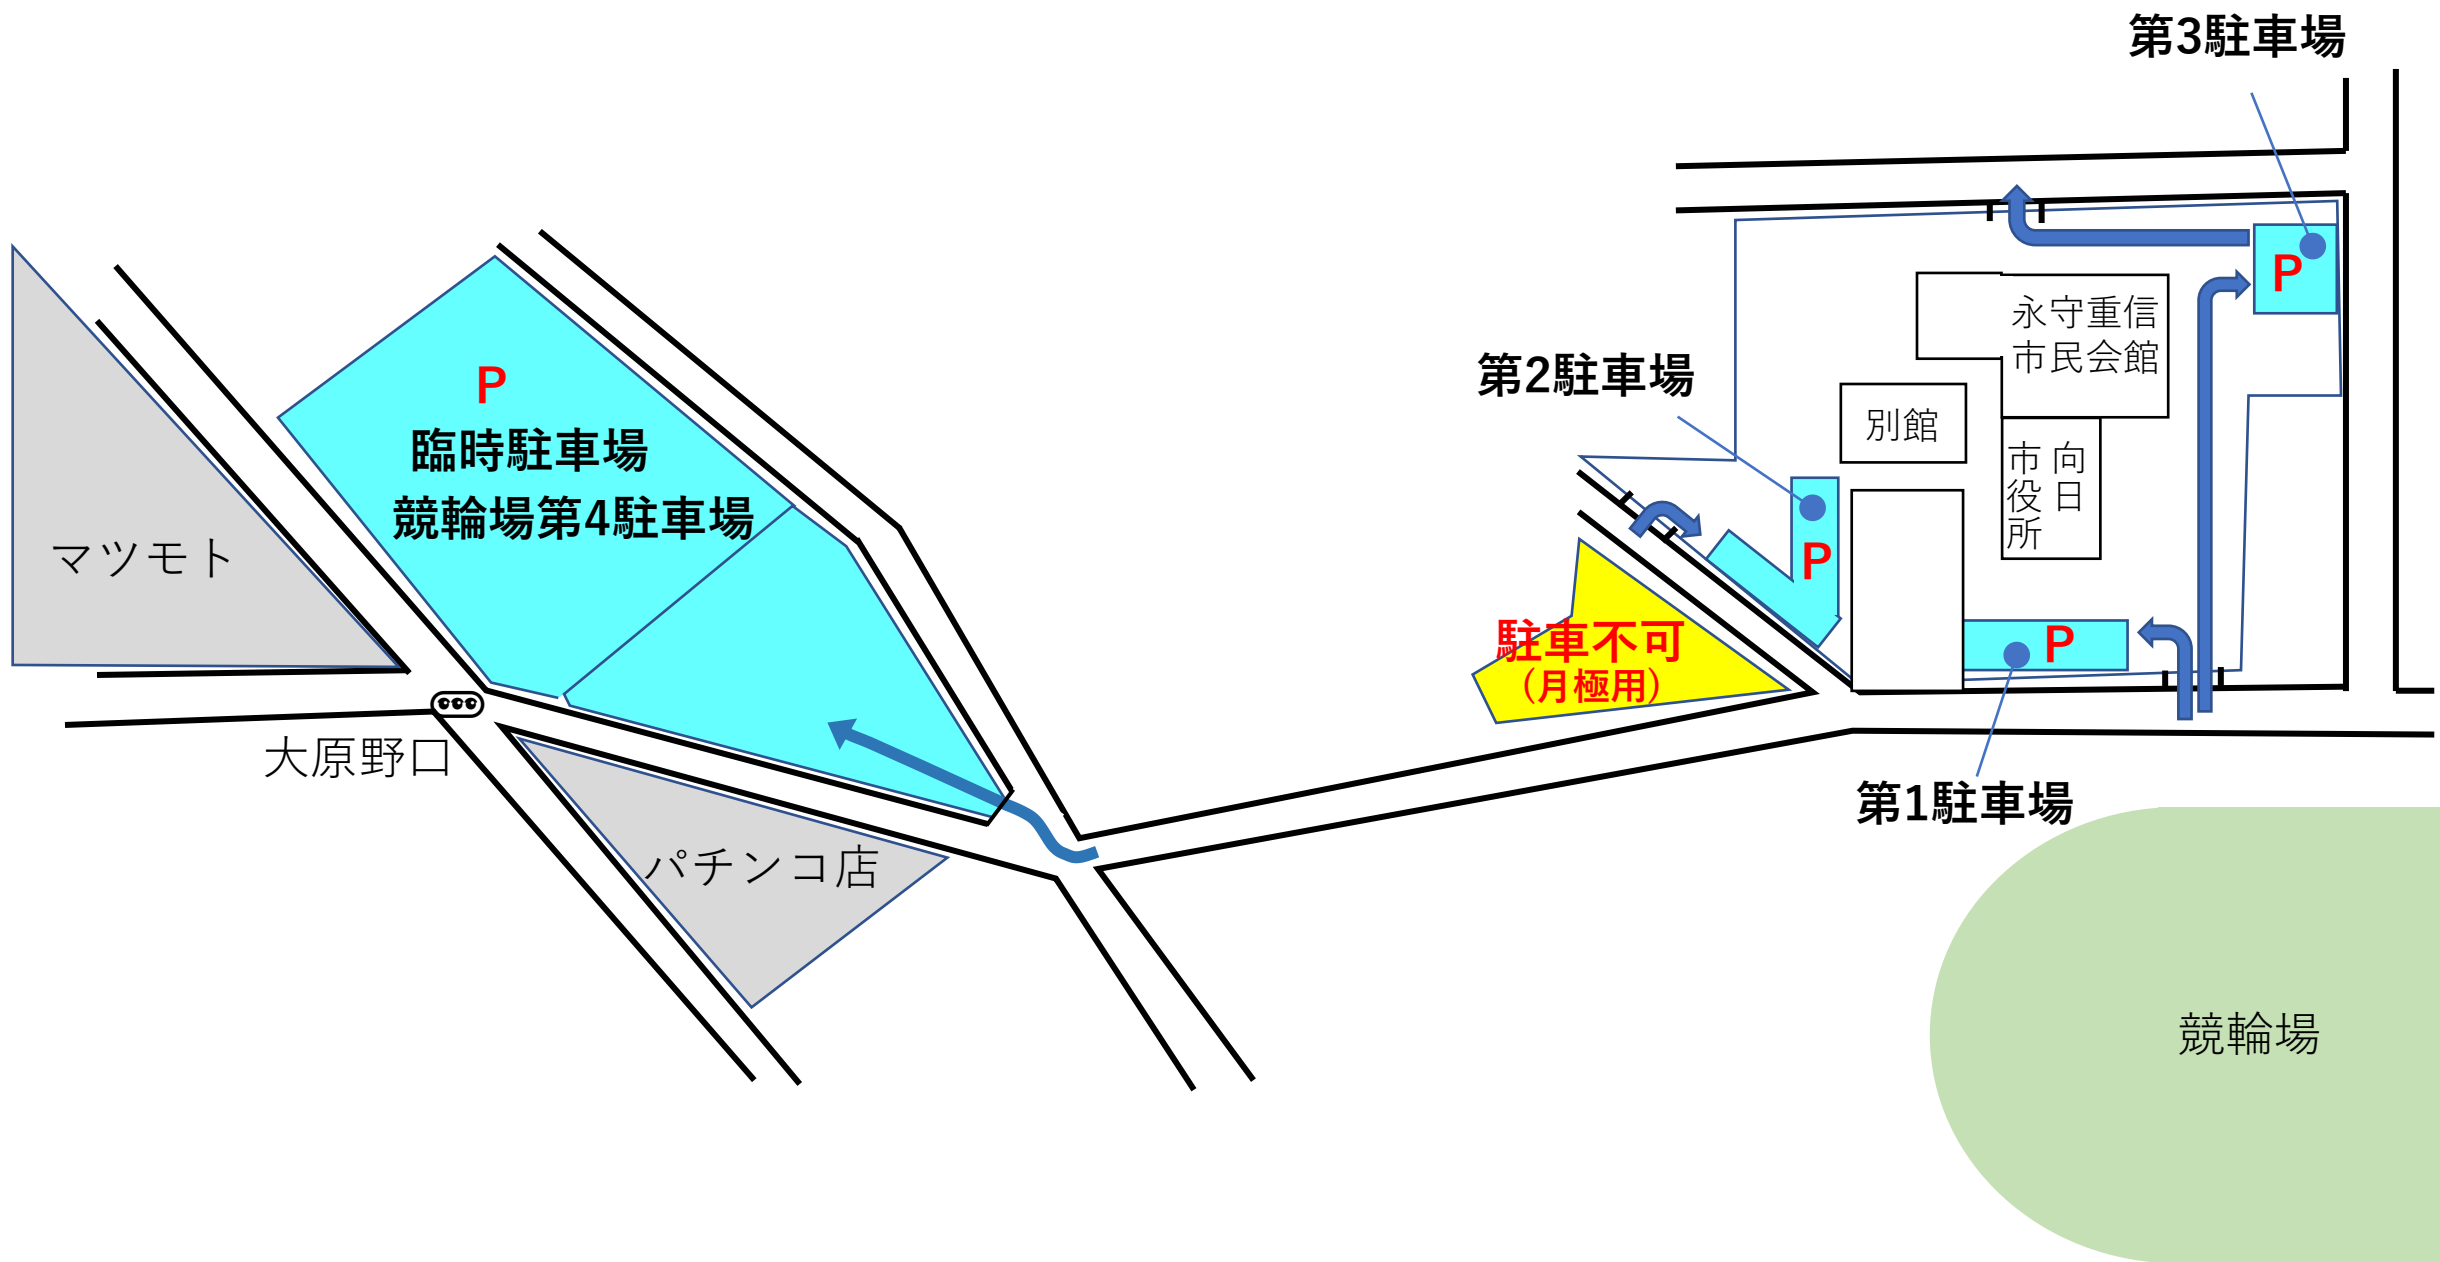 第3駐車場
P
永守重信
市民会館
第2駐車場
別館
向日
市役所
P
P
臨時駐車場
競輪場第4駐車場
マツモト
駐車不可
（月極用）
P
大原野口
第1駐車場
パチンコ店
競輪場